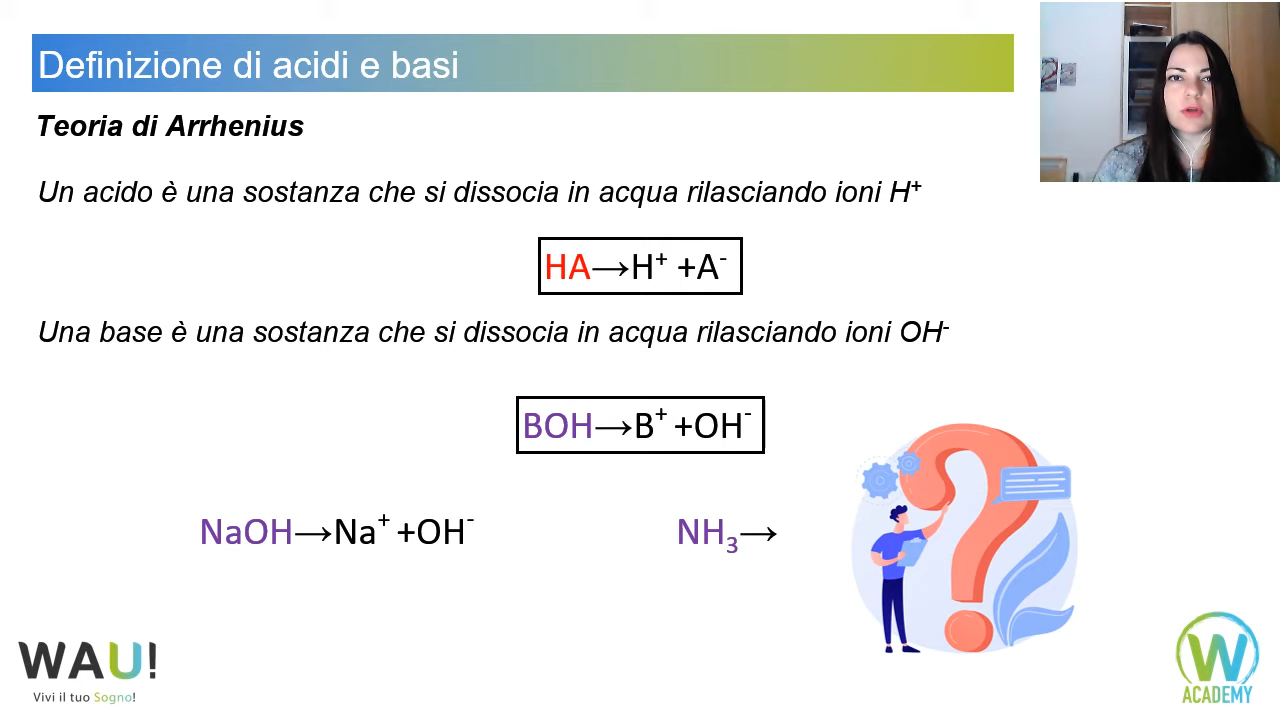 Definizione di acidi e basi
Teoria di Arrhenius
Un acido è una sostanza che si dissocia in acqua rilasciando ioni H⁺
HA→H⁺ +A⁻
Una base è una sostanza che si dissocia in acqua rilasciando ioni OH⁻
BOH→B⁺ +OH⁻
NaOH→Na⁺ +OH⁻
NH₃→
WAU!
Vivi il tuo Sogno!
W
ACADEMY